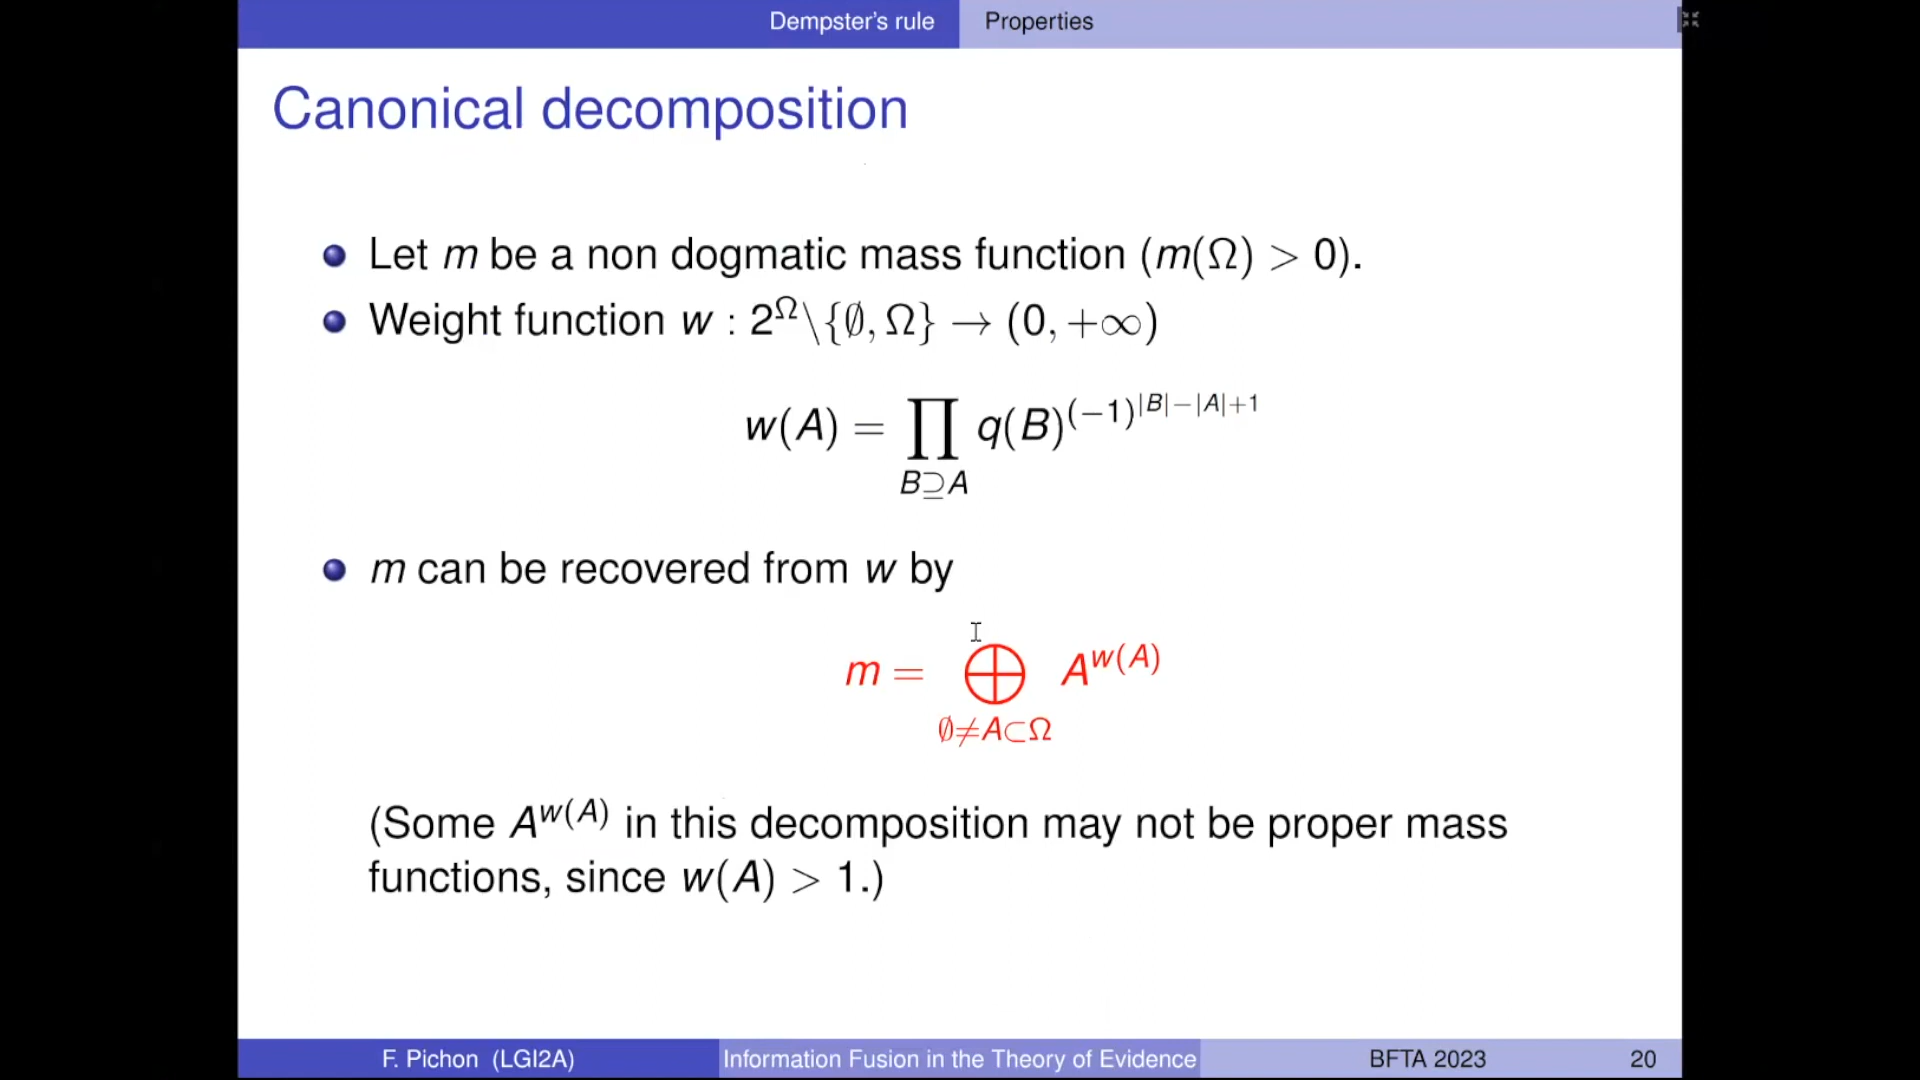 Dempster's rule Properties
Canonical decomposition
Let m be a non dogmatic mass function (m(Ω) > 0).
Weight function w : 2^Ω\{∅, Ω} → (0, +∞)
w(A) = ∏_{B⊇A} q(B)^{(−1)^{|B|−|A|+1}}
m can be recovered from w by
m = ⊕_{∅≠A⊂Ω} A^{w(A)}
(Some A^{w(A)} in this decomposition may not be proper mass
functions, since w(A) > 1.)
F. Pichon (LGI2A) Information Fusion in the Theory of Evidence BFTA 2023 20